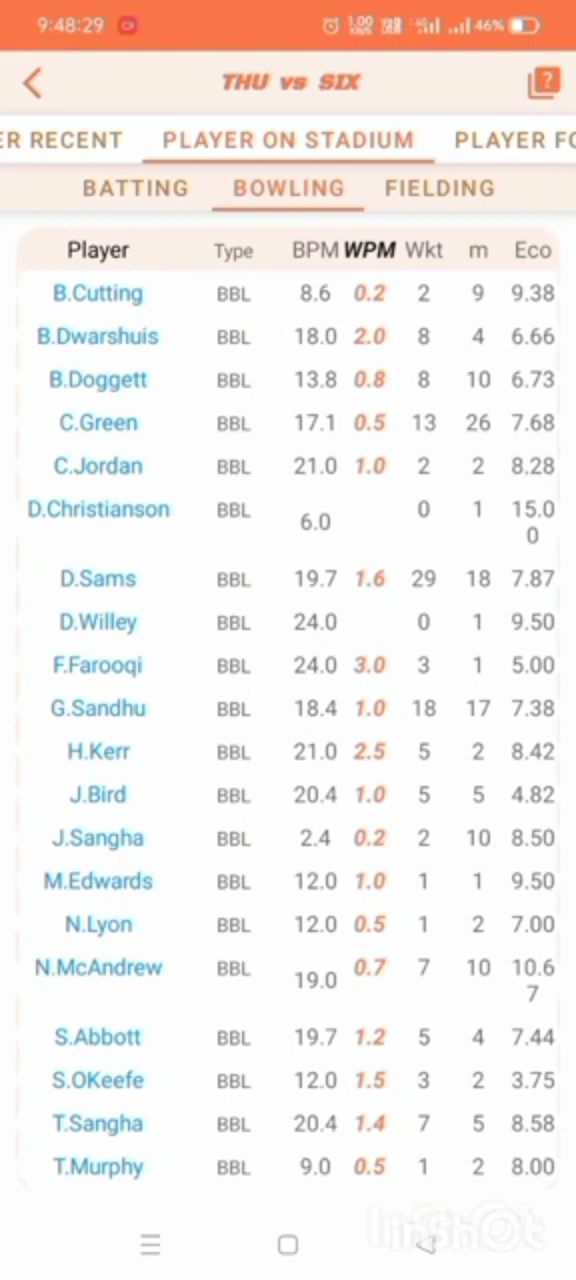 9:48:29 46%
THU vs SIX
ER RECENT PLAYER ON STADIUM PLAYER FO
BATTING BOWLING FIELDING
Player Type BPM WPM Wkt m Eco
B.Cutting BBL 8.6 0.2 2 9 9.38
B.Dwarshuis BBL 18.0 2.0 8 4 6.66
B.Doggett BBL 13.8 0.8 8 10 6.73
C.Green BBL 17.1 0.5 13 26 7.68
C.Jordan BBL 21.0 1.0 2 2 8.28
D.Christianson BBL 6.0 0 1 15.0
0
D.Sams BBL 19.7 1.6 29 18 7.87
D.Willey BBL 24.0 0 1 9.50
F.Farooqi BBL 24.0 3.0 3 1 5.00
G.Sandhu BBL 18.4 1.0 18 17 7.38
H.Kerr BBL 21.0 2.5 5 2 8.42
J.Bird BBL 20.4 1.0 5 5 4.82
J.Sangha BBL 2.4 0.2 2 10 8.50
M.Edwards BBL 12.0 1.0 1 1 9.50
N.Lyon BBL 12.0 0.5 1 2 7.00
N.McAndrew BBL 19.0 0.7 7 10 10.6
7
S.Abbott BBL 19.7 1.2 5 4 7.44
S.OKeefe BBL 12.0 1.5 3 2 3.75
T.Sangha BBL 20.4 1.4 7 5 8.58
T.Murphy BBL 9.0 0.5 1 2 8.00
InShOt